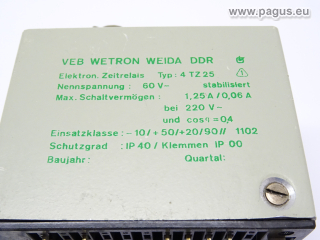 © www.pagus.eu
VEB WETRON WEIDA DDR
Elektron. Zeitrelais Typ: 4 TZ 25
Nennspannung: 60 V- stabilisiert
Max. Schaltvermögen: 1,25 A / 0,06 A
bei 220 V-
und cos φ = 0,4
Einsatzklasse: -10/+50/+20/90// 1102
Schutzgrad: IP 40 / Klemmen IP 00
Baujahr: Quartal: